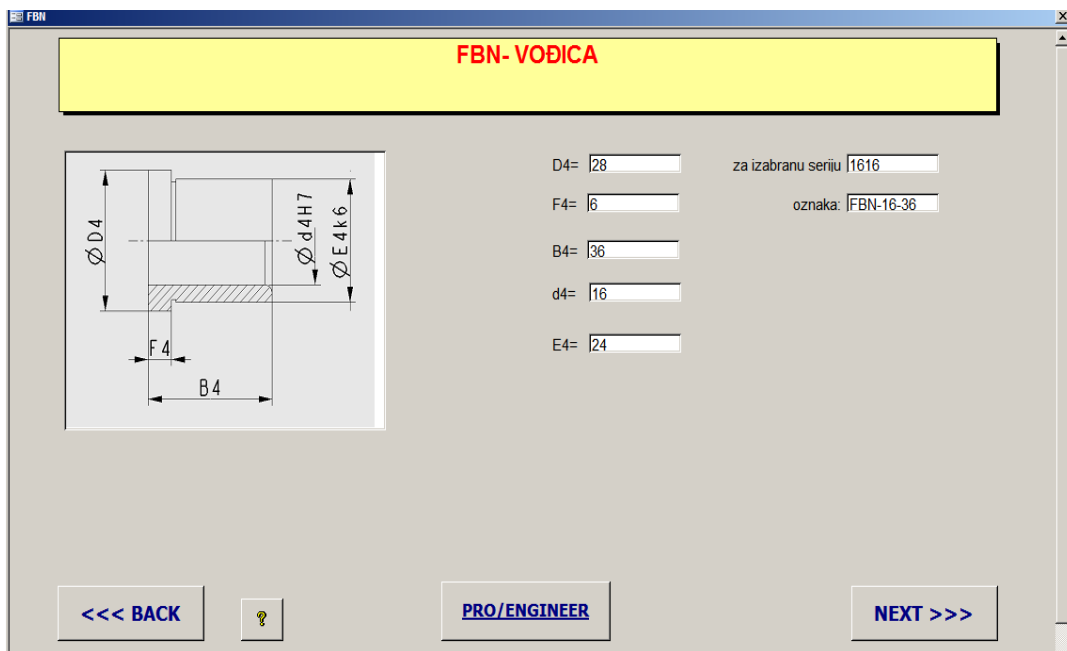 FBN
FBN- VOĐICA
D4= 28
za izabranu seriju 1616
F4= 6
oznaka: FBN-16-36
B4= 36
d4= 16
E4= 24
ØD4
Ød4H7
ØE4k6
F4
B4
<<< BACK
?
PRO/ENGINEER
NEXT >>>